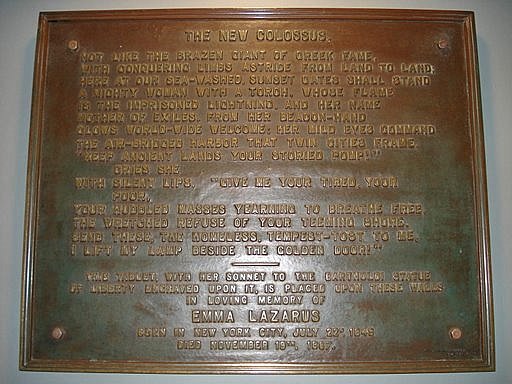 THE NEW COLOSSUS.
NOT LIKE THE BRAZEN GIANT OF GREEK FAME,
WITH CONQUERING LIMBS ASTRIDE FROM LAND TO LAND;
HERE AT OUR SEA-WASHED SUNSET GATES SHALL STAND
A MIGHTY WOMAN WITH A TORCH, WHOSE FLAME
IS THE IMPRISONED LIGHTNING, AND HER NAME
MOTHER OF EXILES. FROM HER BEACON-HAND
GLOWS WORLD-WIDE WELCOME; HER MILD EYES COMMAND
THE AIR-BRIDGED HARBOR THAT TWIN CITIES FRAME.
"KEEP ANCIENT LANDS YOUR STORIED POMP!"
CRIES SHE
WITH SILENT LIPS. "GIVE ME YOUR TIRED, YOUR
POOR,
YOUR HUDDLED MASSES YEARNING TO BREATHE FREE,
THE WRETCHED REFUSE OF YOUR TEEMING SHORE.
SEND THESE, THE HOMELESS, TEMPEST-TOST TO ME,
I LIFT MY LAMP BESIDE THE GOLDEN DOOR!"
THIS TABLET, WITH HER SONNET TO THE BARTHOLDI STATUE
OF LIBERTY ENGRAVED UPON IT, IS PLACED UPON THESE WALLS
IN LOVING MEMORY OF
EMMA LAZARUS
BORN IN NEW YORK CITY, JULY 22D 1849
DIED NOVEMBER 19TH, 1887.